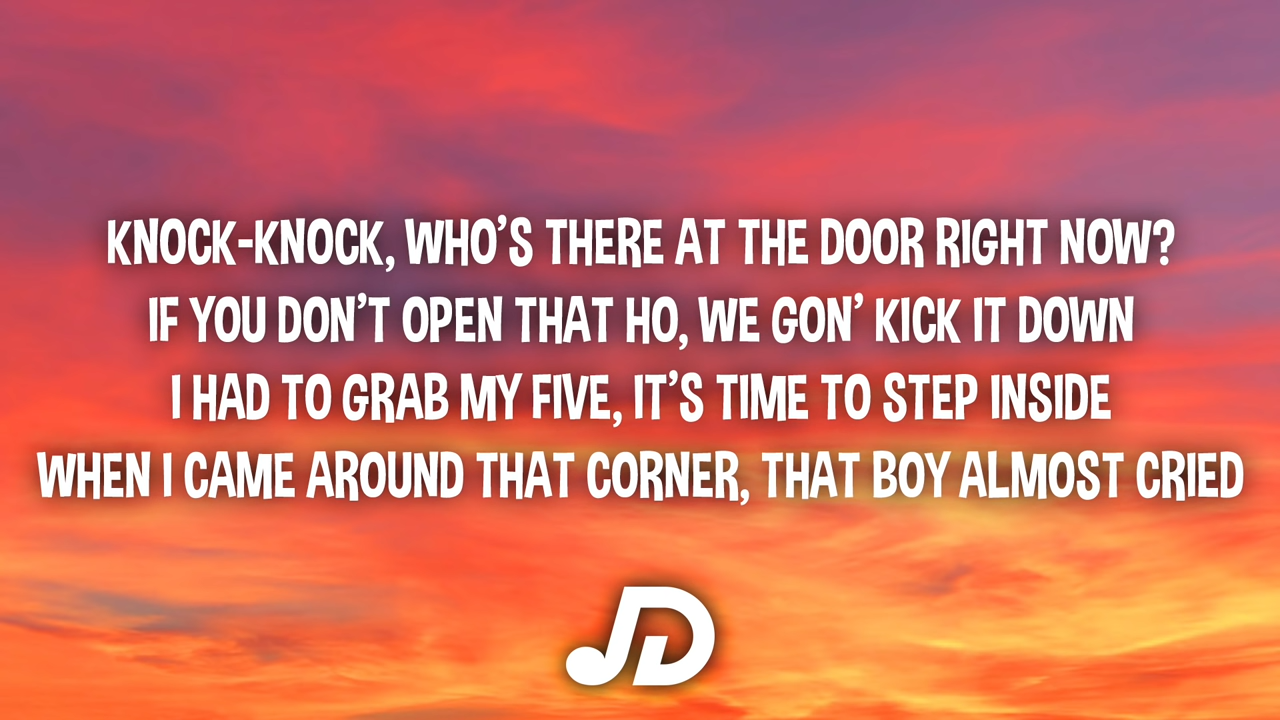 KNOCK-KNOCK, WHO'S THERE AT THE DOOR RIGHT NOW?
IF YOU DON'T OPEN THAT HO, WE GON' KICK IT DOWN
I HAD TO GRAB MY FIVE, IT'S TIME TO STEP INSIDE
WHEN I CAME AROUND THAT CORNER, THAT BOY ALMOST CRIED
JD